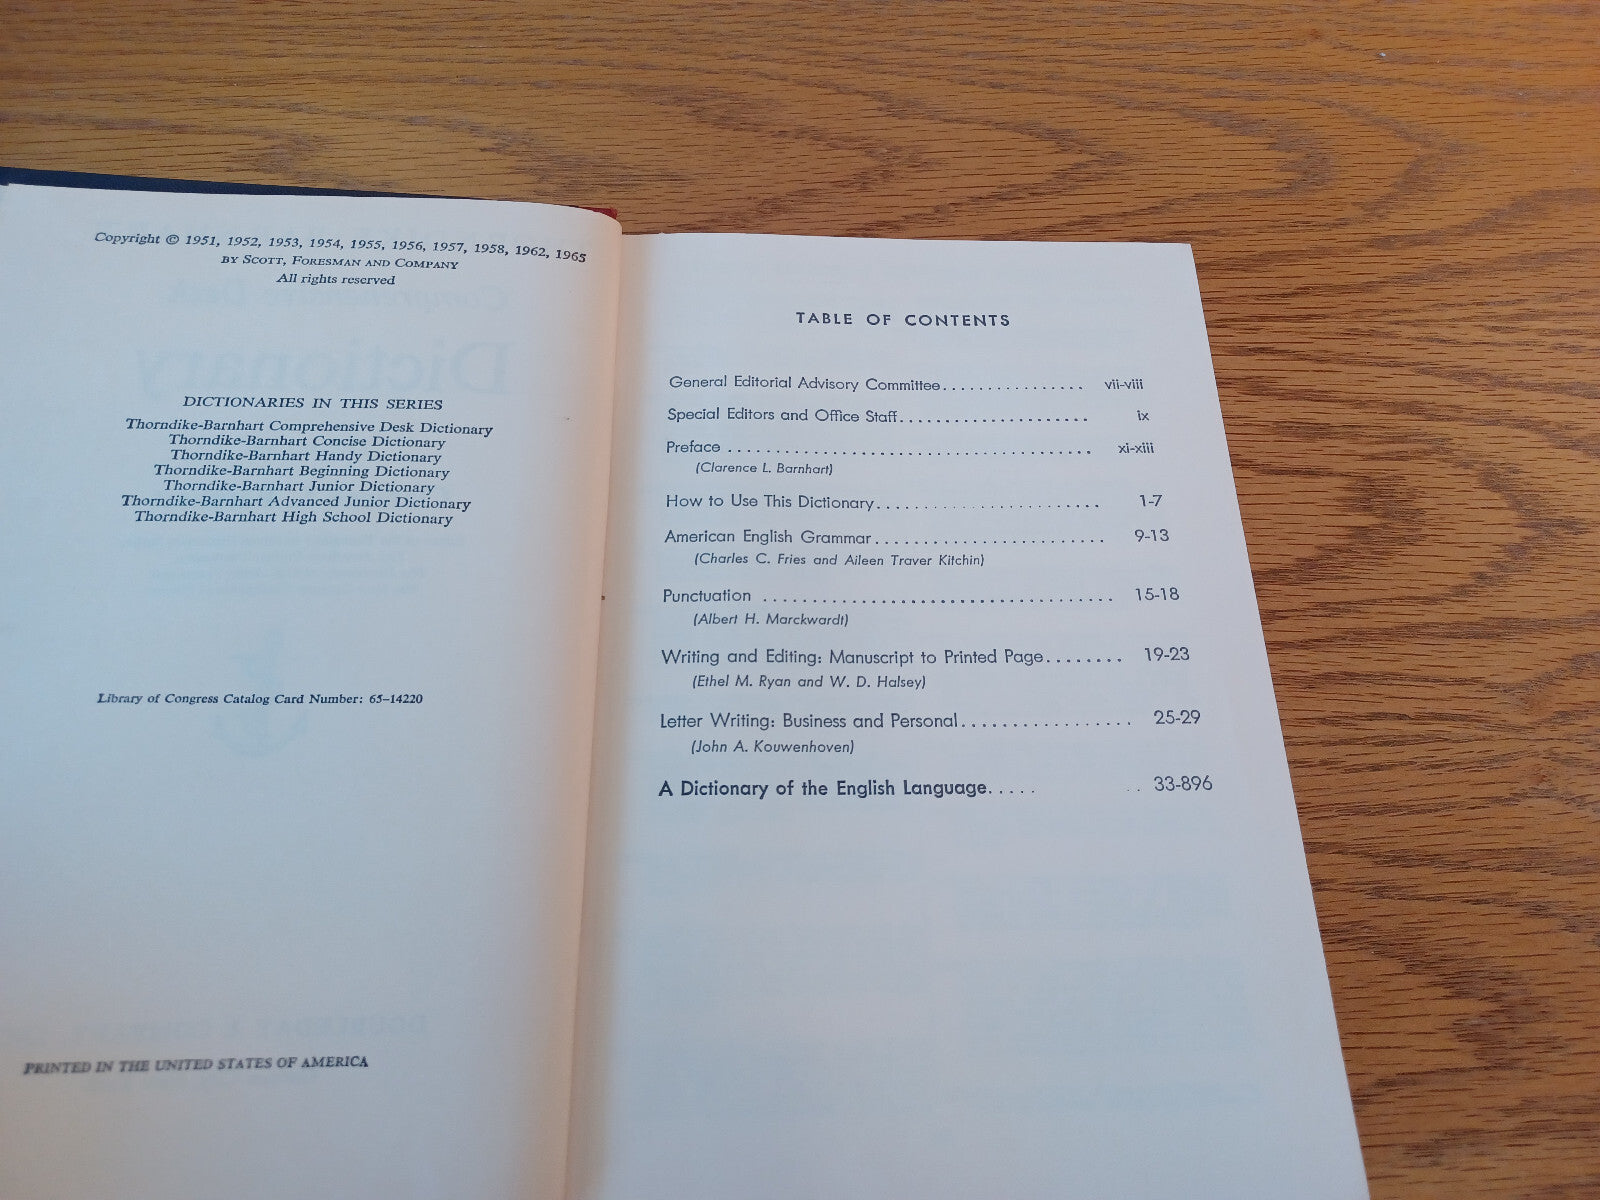 Copyright © 1951, 1952, 1953, 1954, 1955, 1956, 1957, 1958, 1962, 1965
BY SCOTT, FORESMAN AND COMPANY
All rights reserved
DICTIONARIES IN THIS SERIES
Thorndike-Barnhart Comprehensive Desk Dictionary
Thorndike-Barnhart Concise Dictionary
Thorndike-Barnhart Handy Dictionary
Thorndike-Barnhart Beginning Dictionary
Thorndike-Barnhart Junior Dictionary
Thorndike-Barnhart Advanced Junior Dictionary
Thorndike-Barnhart High School Dictionary
Library of Congress Catalog Card Number: 65-14220
PRINTED IN THE UNITED STATES OF AMERICA
TABLE OF CONTENTS
General Editorial Advisory Committee................ vii-viii
Special Editors and Office Staff.................... ix
Preface ...................................... xi-xiii
(Clarence L. Barnhart)
How to Use This Dictionary........................ 1-7
American English Grammar........................ 9-13
(Charles C. Fries and Aileen Traver Kitchin)
Punctuation .................................... 15-18
(Albert H. Marckwardt)
Writing and Editing: Manuscript to Printed Page........ 19-23
(Ethel M. Ryan and W. D. Halsey)
Letter Writing: Business and Personal................. 25-29
(John A. Kouwenhoven)
A Dictionary of the English Language..... .. 33-896